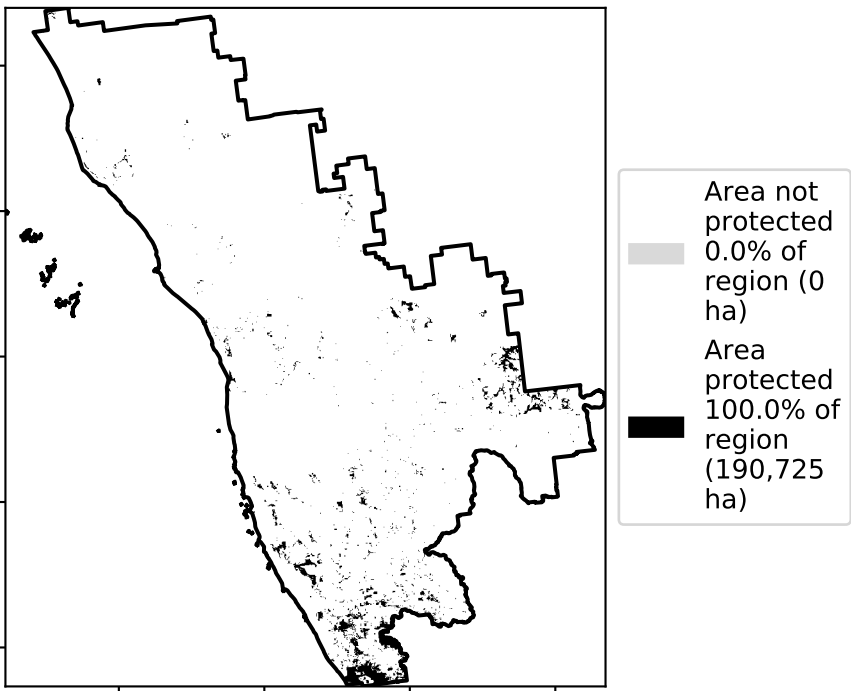 Area not
protected
0.0% of
region (0
ha)
Area
protected
100.0% of
region
(190,725
ha)